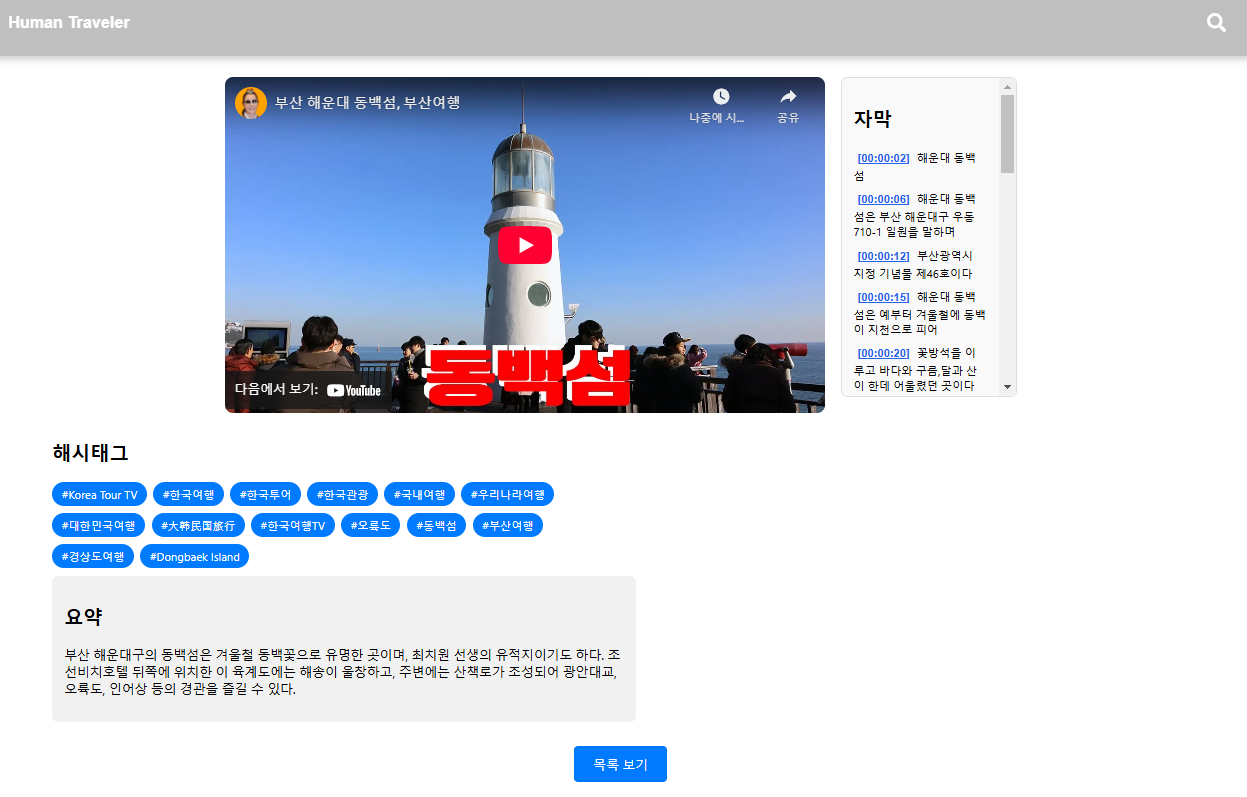 Human Traveler
부산 해운대 동백섬, 부산여행
나중에 시...
공유
동백섬
다음에서 보기:
YouTube
자막
[00:00:02] 해운대 동백
섬
[00:00:06] 해운대 동백
섬은 부산 해운대구 우동
710-1 일원을 말하며
[00:00:12] 부산광역시
지정 기념물 제46호이다
[00:00:15] 해운대 동백
섬은 예부터 겨울철에 동백
이 지천으로 피어
[00:00:20] 꽃방석을 이
루고 바다와 구름,달과 산
이 한데 어울렸던 곳이다
해시태그
#Korea Tour TV #한국여행 #한국투어 #한국관광 #국내여행 #우리나라여행
#대한민국여행 #大韩民国旅行 #한국여행TV #오륙도 #동백섬 #부산여행
#경상도여행 #Dongbaek Island
요약
부산 해운대구의 동백섬은 겨울철 동백꽃으로 유명한 곳이며, 최치원 선생의 유적지이기도 하다. 조
선비치호텔 뒤쪽에 위치한 이 육계도에는 해송이 울창하고, 주변에는 산책로가 조성되어 광안대교,
오륙도, 인어상 등의 경관을 즐길 수 있다.
목록 보기